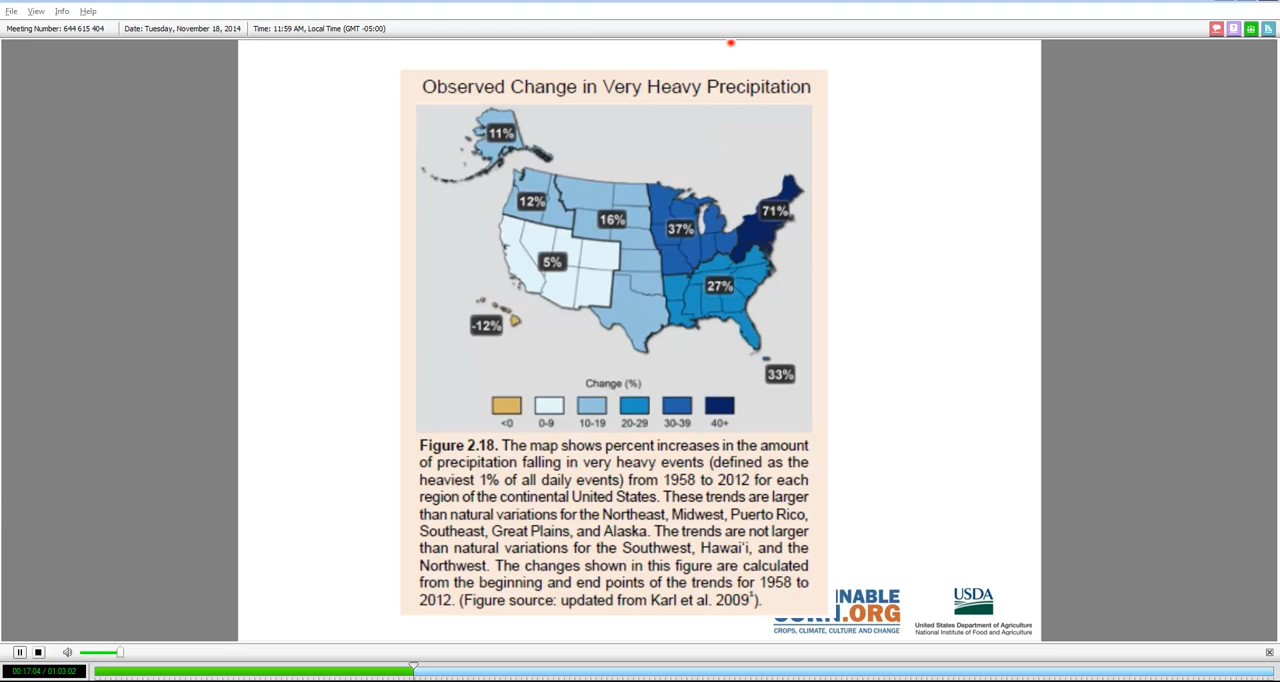 File View Info Help
Meeting Number: 644 615 404 Date: Tuesday, November 18, 2014 Time: 11:59 AM, Local Time (GMT -05:00)
Observed Change in Very Heavy Precipitation
11%
12%
16%
37%
71%
5%
27%
-12%
33%
Change (%)
<0 0-9 10-19 20-29 30-39 40+
Figure 2.18. The map shows percent increases in the amount
of precipitation falling in very heavy events (defined as the
heaviest 1% of all daily events) from 1958 to 2012 for each
region of the continental United States. These trends are larger
than natural variations for the Northeast, Midwest, Puerto Rico,
Southeast, Great Plains, and Alaska. The trends are not larger
than natural variations for the Southwest, Hawai‘i, and the
Northwest. The changes shown in this figure are calculated
from the beginning and end points of the trends for 1958 to
2012. (Figure source: updated from Karl et al. 2009¹).
INABLE
.ORG
CROPS, CLIMATE, CULTURE AND CHANGE
USDA
United States Department of Agriculture
National Institute of Food and Agriculture
00:17:04 / 01:03:02